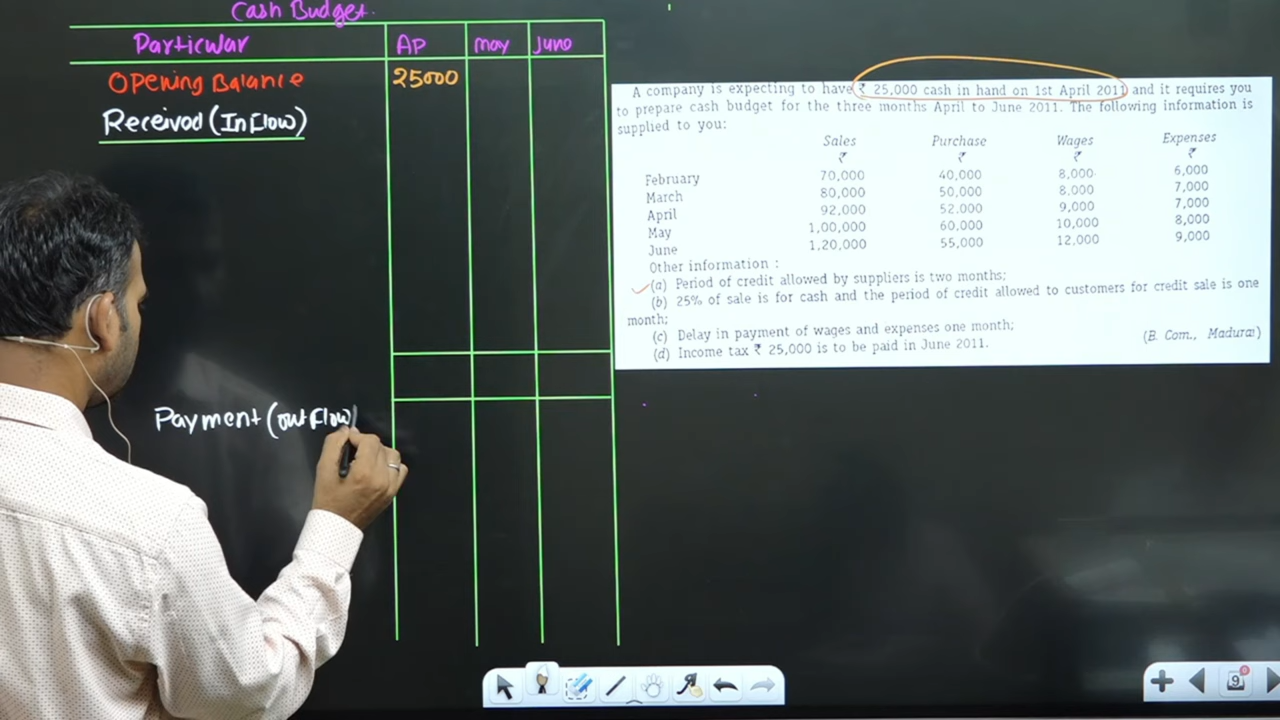 Cash Budget.
Particular AP may June
Opening Balance 25000
Received (Inflow)
Payment (outflow)
A company is expecting to have ₹ 25,000 cash in hand on 1st April 2011 and it requires you
to prepare cash budget for the three months April to June 2011. The following information is
supplied to you:
Sales Purchase Wages Expenses
₹ ₹ ₹ ₹
February 70,000 40,000 8,000 6,000
March 80,000 50,000 8,000 7,000
April 92,000 52.000 9,000 7,000
May 1,00,000 60,000 10,000 8,000
June 1,20,000 55,000 12,000 9,000
Other information :
(a) Period of credit allowed by suppliers is two months;
(b) 25% of sale is for cash and the period of credit allowed to customers for credit sale is one
month;
(c) Delay in payment of wages and expenses one month;
(d) Income tax ₹ 25,000 is to be paid in June 2011.
(B. Com., Madurai)
9